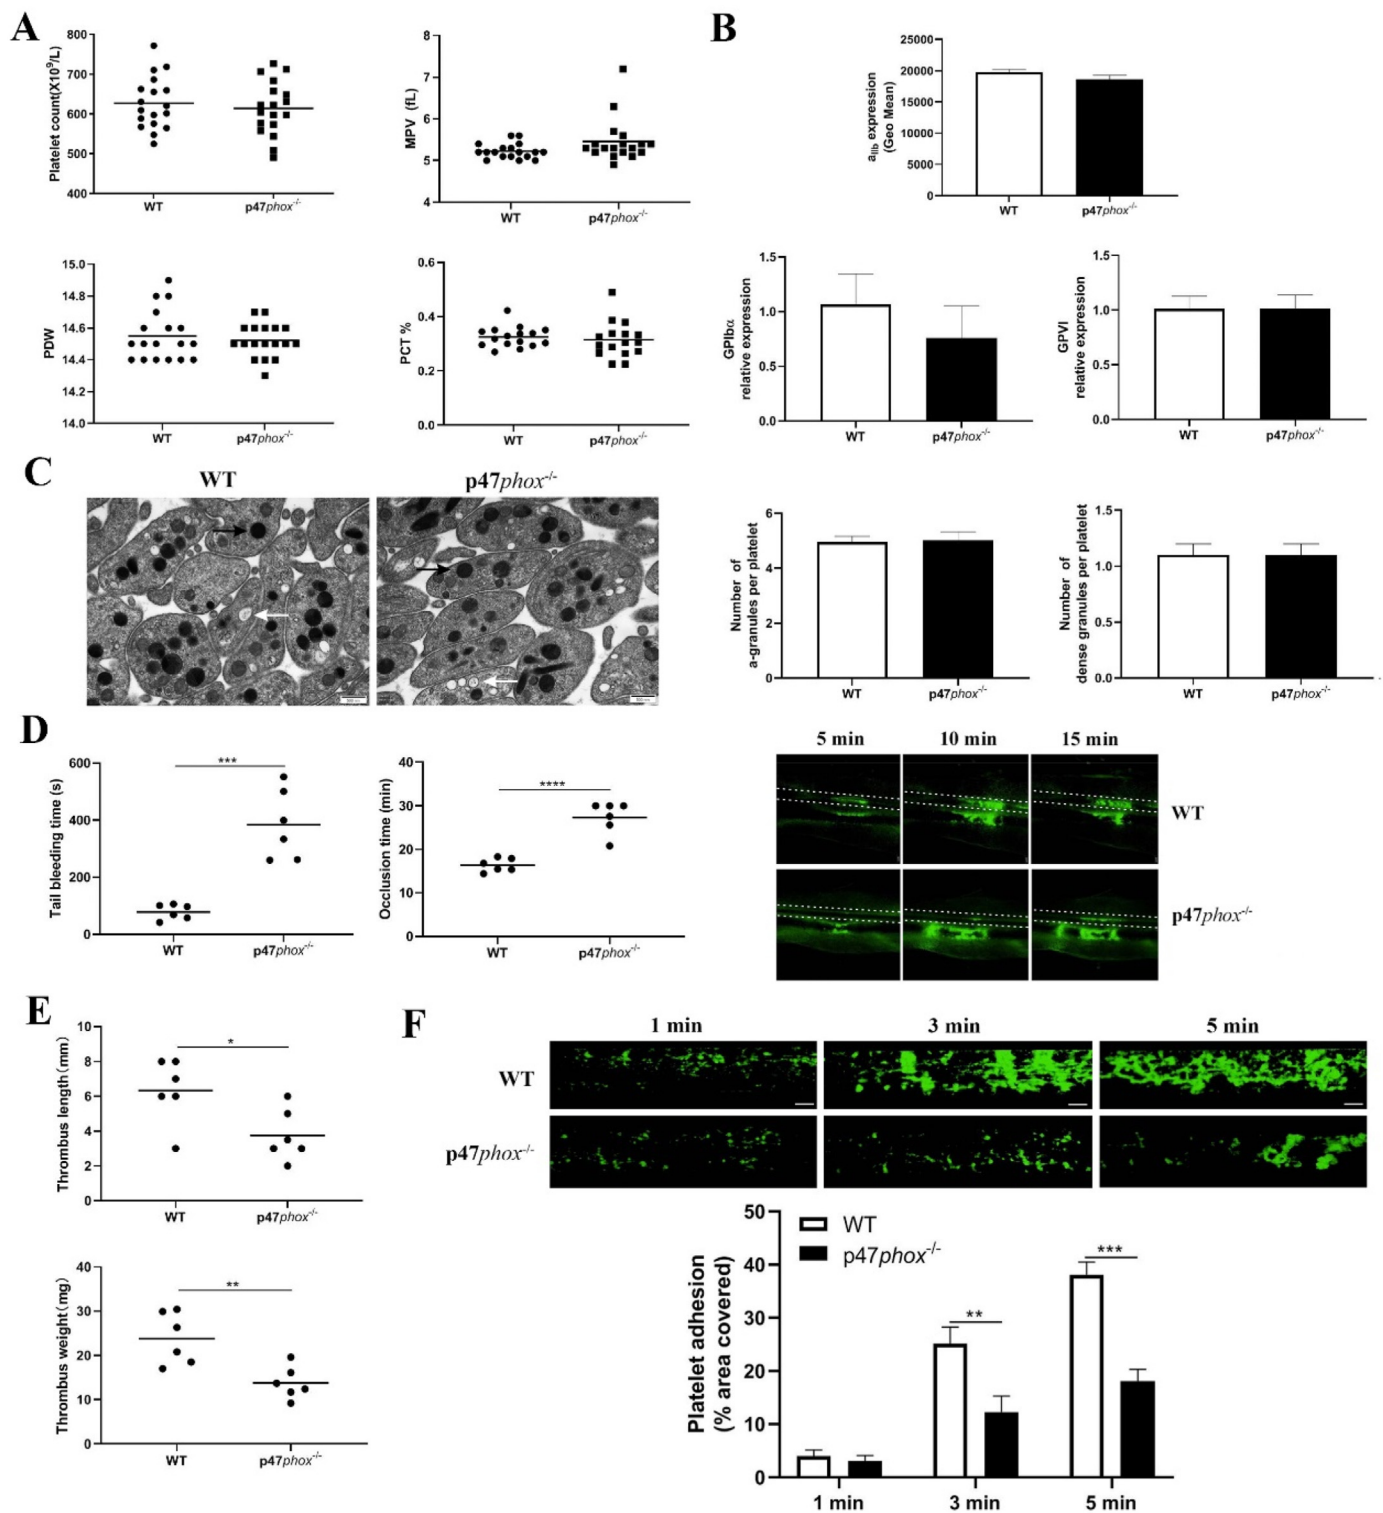 A
Platelet count(X10⁹/L)
800
700
600
500
400
WT
p47phox⁻/⁻
MPV (fL)
8
7
6
5
4
WT
p47phox⁻/⁻
PDW
15.0
14.8
14.6
14.4
14.2
14.0
WT
p47phox⁻/⁻
PCT %
0.6
0.4
0.2
0.0
WT
p47phox⁻/⁻
B
aIIb expression
(Geo Mean)
25000
20000
15000
10000
5000
0
WT
p47phox⁻/⁻
GPIbα
relative expression
1.5
1.0
0.5
0.0
WT
p47phox⁻/⁻
GPVI
relative expression
1.5
1.0
0.5
0.0
WT
p47phox⁻/⁻
C
WT
p47phox⁻/⁻
Number of
a-granules per platelet
6
4
2
0
WT
p47phox⁻/⁻
Number of
dense granules per platelet
1.5
1.0
0.5
0.0
WT
p47phox⁻/⁻
D
Tail bleeding time (s)
600
400
200
0
***
WT
p47phox⁻/⁻
Occlusion time (min)
40
30
20
10
0
****
WT
p47phox⁻/⁻
5 min
10 min
15 min
WT
p47phox⁻/⁻
E
Thrombus length(mm)
10
8
6
4
2
0
*
WT
p47phox⁻/⁻
Thrombus weight(mg)
40
30
20
10
0
**
WT
p47phox⁻/⁻
F
1 min
3 min
5 min
WT
p47phox⁻/⁻
Platelet adhesion
(% area covered)
50
40
30
20
10
0
WT
p47phox⁻/⁻
**
***
1 min
3 min
5 min